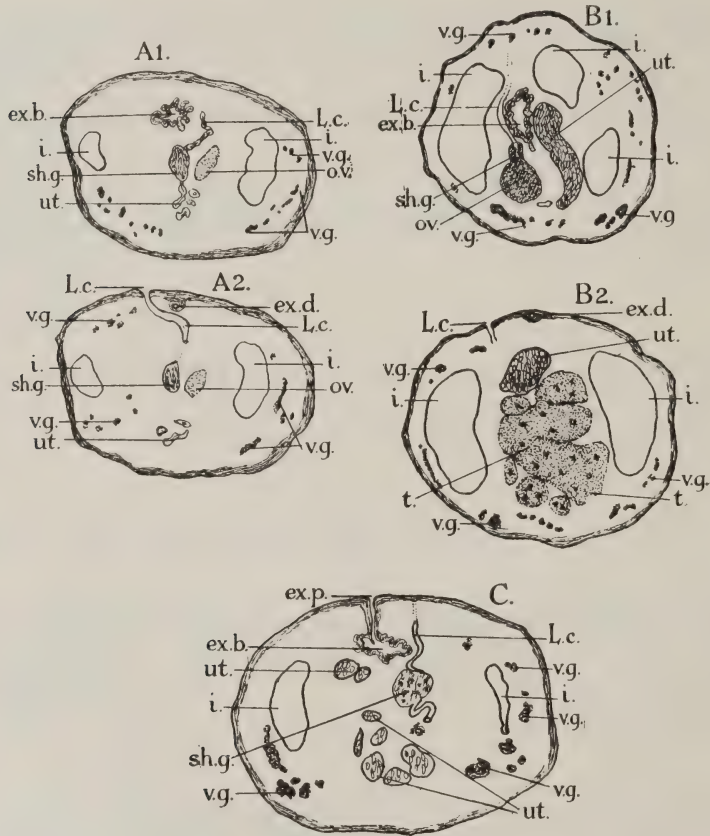 A1.
ex.b.
L.c.
i.
i.
v.g.
sh.g.
o.v.
ut.
v.g.
B1.
v.g.
i.
i.
ut.
L.c.
ex.b.
i.
sh.g.
ov.
v.g.
v.g
A2.
L.c.
ex.d.
v.g.
L.c.
i.
i.
sh.g.
ov.
v.g.
ut.
v.g.
B2.
ex.d.
L.c.
ut.
v.g.
i.
i.
t.
t.
v.g.
v.g.
C.
ex.p.
L.c.
ex.b.
ut.
v.g.
i.
i.
v.g.
sh.g.
v.g.
v.g.
ut.